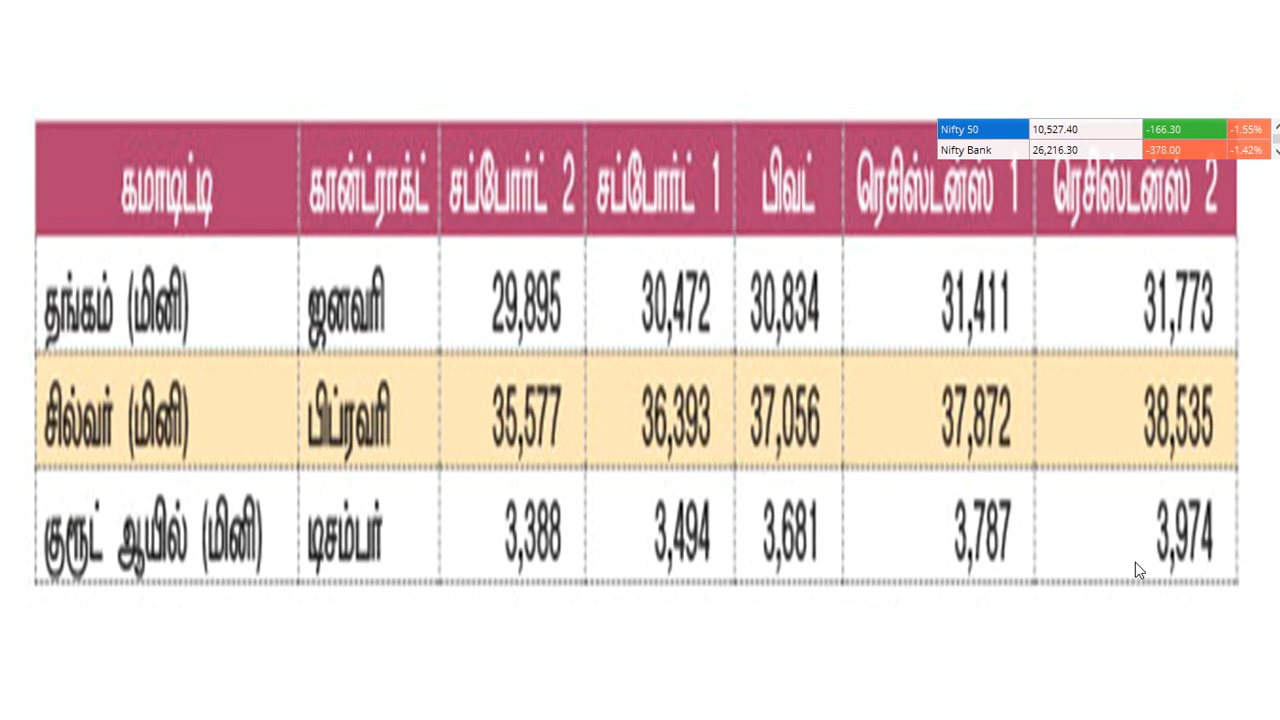 Nifty 50 10,527.40 -166.30 -1.55%
Nifty Bank 26,216.30 -378.00 -1.42%
கமாடிட்டி கான்ட்ராக்ட் சப்போர்ட் 2 சப்போர்ட் 1 பிவட் ரெசிஸ்டன்ஸ் 1 ரெசிஸ்டன்ஸ் 2
தங்கம் (மினி) ஜனவரி 29,895 30,472 30,834 31,411 31,773
சில்வர் (மினி) பிப்ரவரி 35,577 36,393 37,056 37,872 38,535
குரூட் ஆயில் (மினி) டிசம்பர் 3,388 3,494 3,681 3,787 3,974